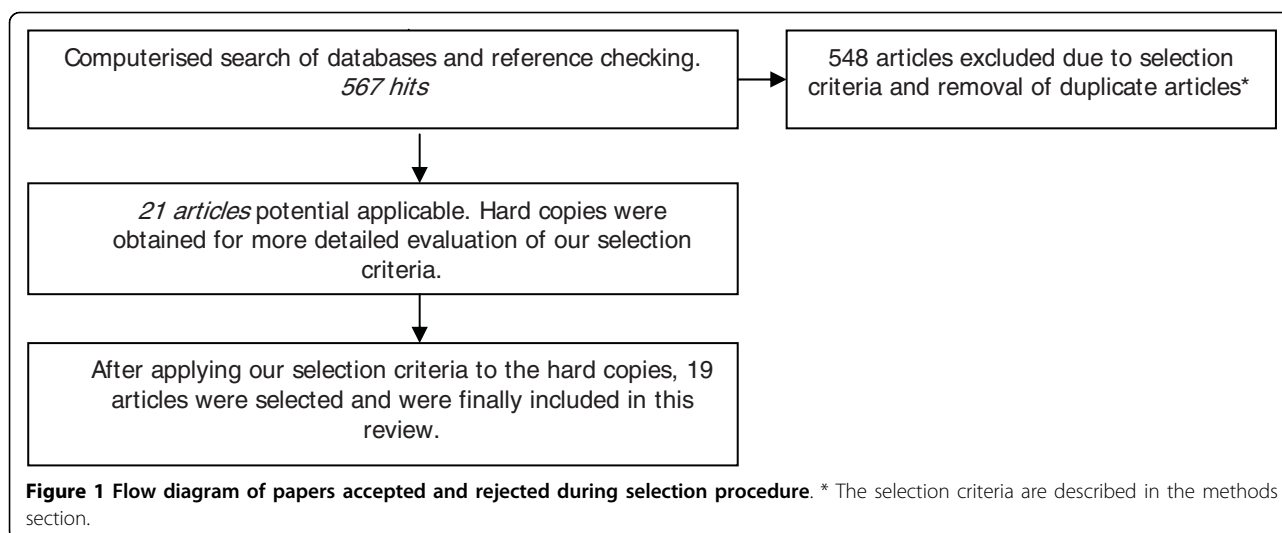 Computerised search of databases and reference checking.
567 hits
548 articles excluded due to selection
criteria and removal of duplicate articles*
21 articles potential applicable. Hard copies were
obtained for more detailed evaluation of our selection
criteria.
After applying our selection criteria to the hard copies, 19
articles were selected and were finally included in this
review.
Figure 1 Flow diagram of papers accepted and rejected during selection procedure. * The selection criteria are described in the methods
section.